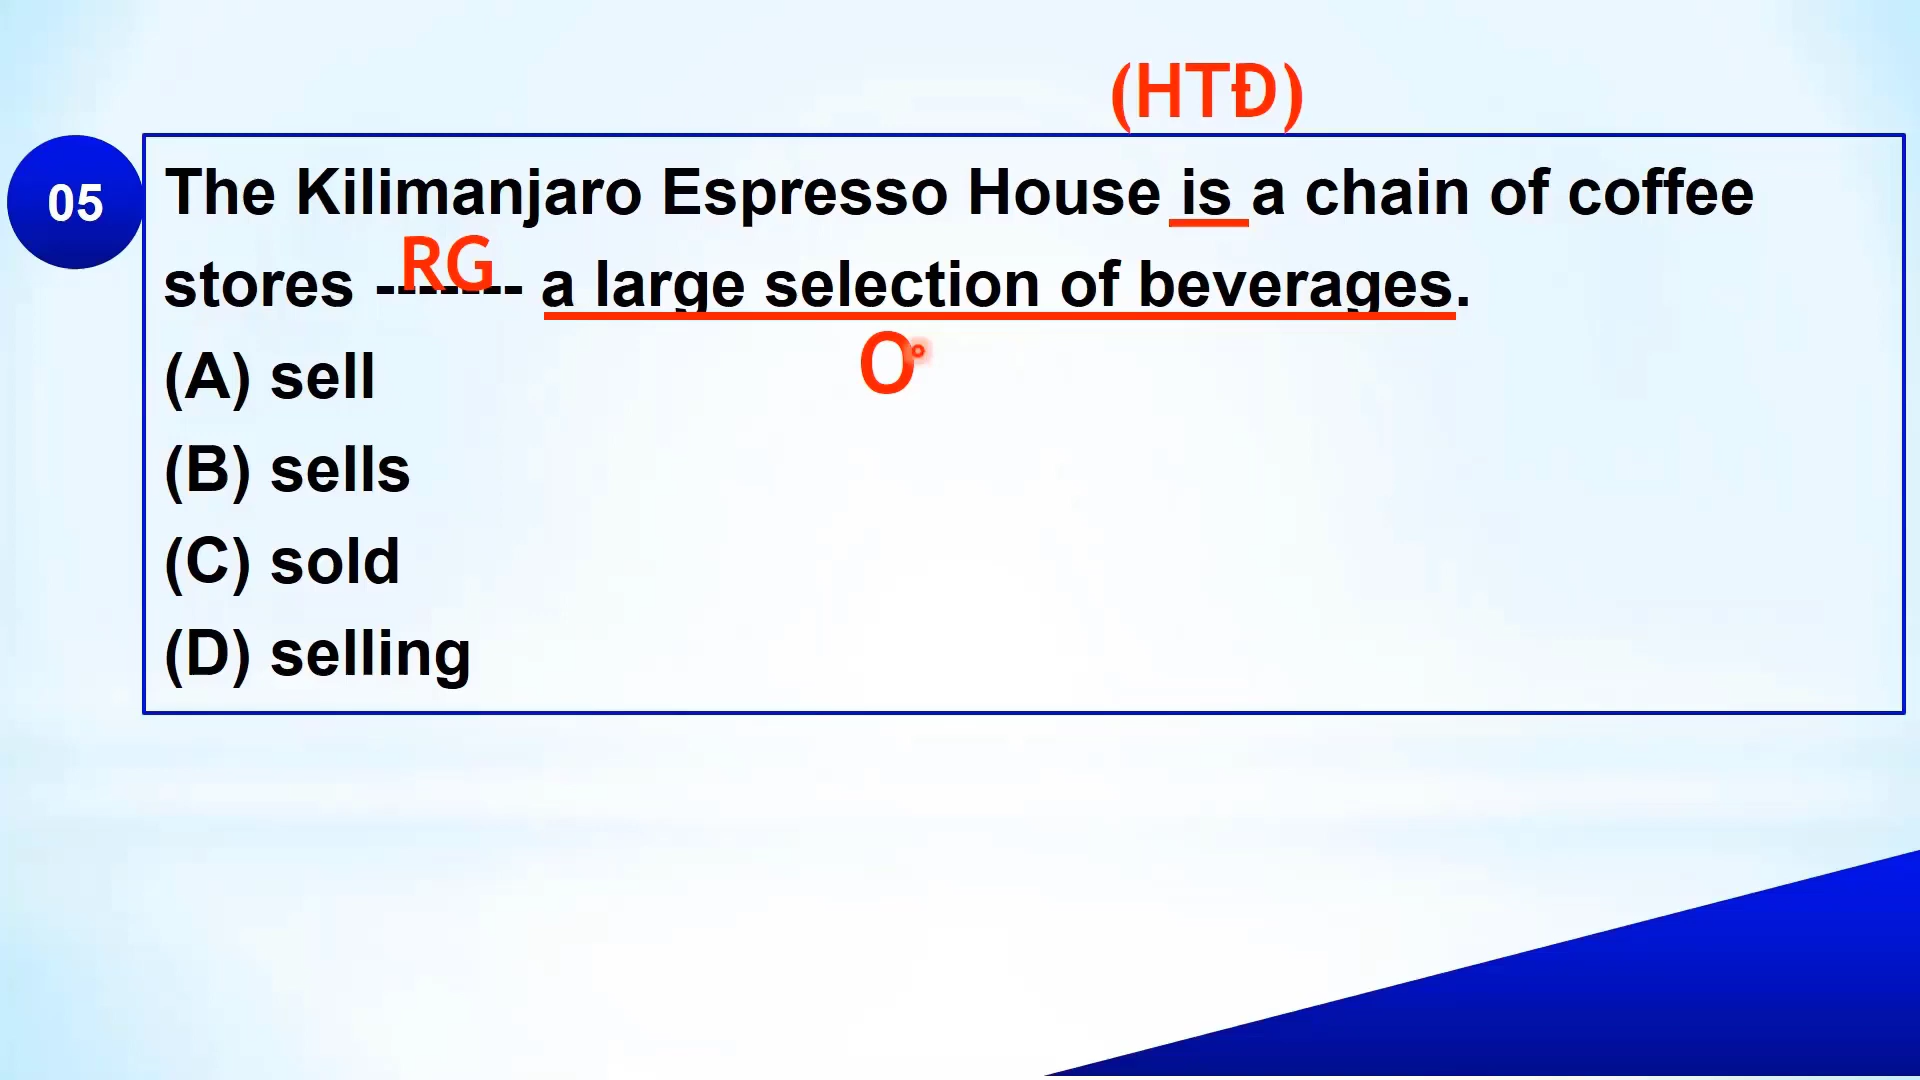 (HTĐ)
05
The Kilimanjaro Espresso House is a chain of coffee
RG
stores ------- a large selection of beverages.
O
(A) sell
(B) sells
(C) sold
(D) selling